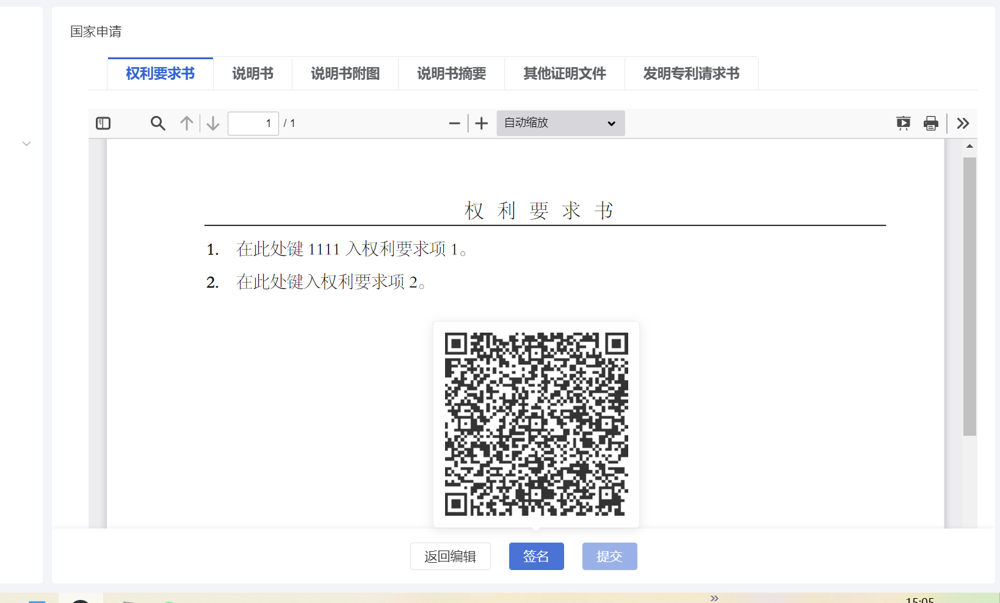 国家申请
权利要求书 说明书 说明书附图 说明书摘要 其他证明文件 发明专利请求书
1 / 1 自动缩放
权 利 要 求 书
1. 在此处键 1111 入权利要求项 1。
2. 在此处键入权利要求项 2。
返回编辑 签名 提交
15:05